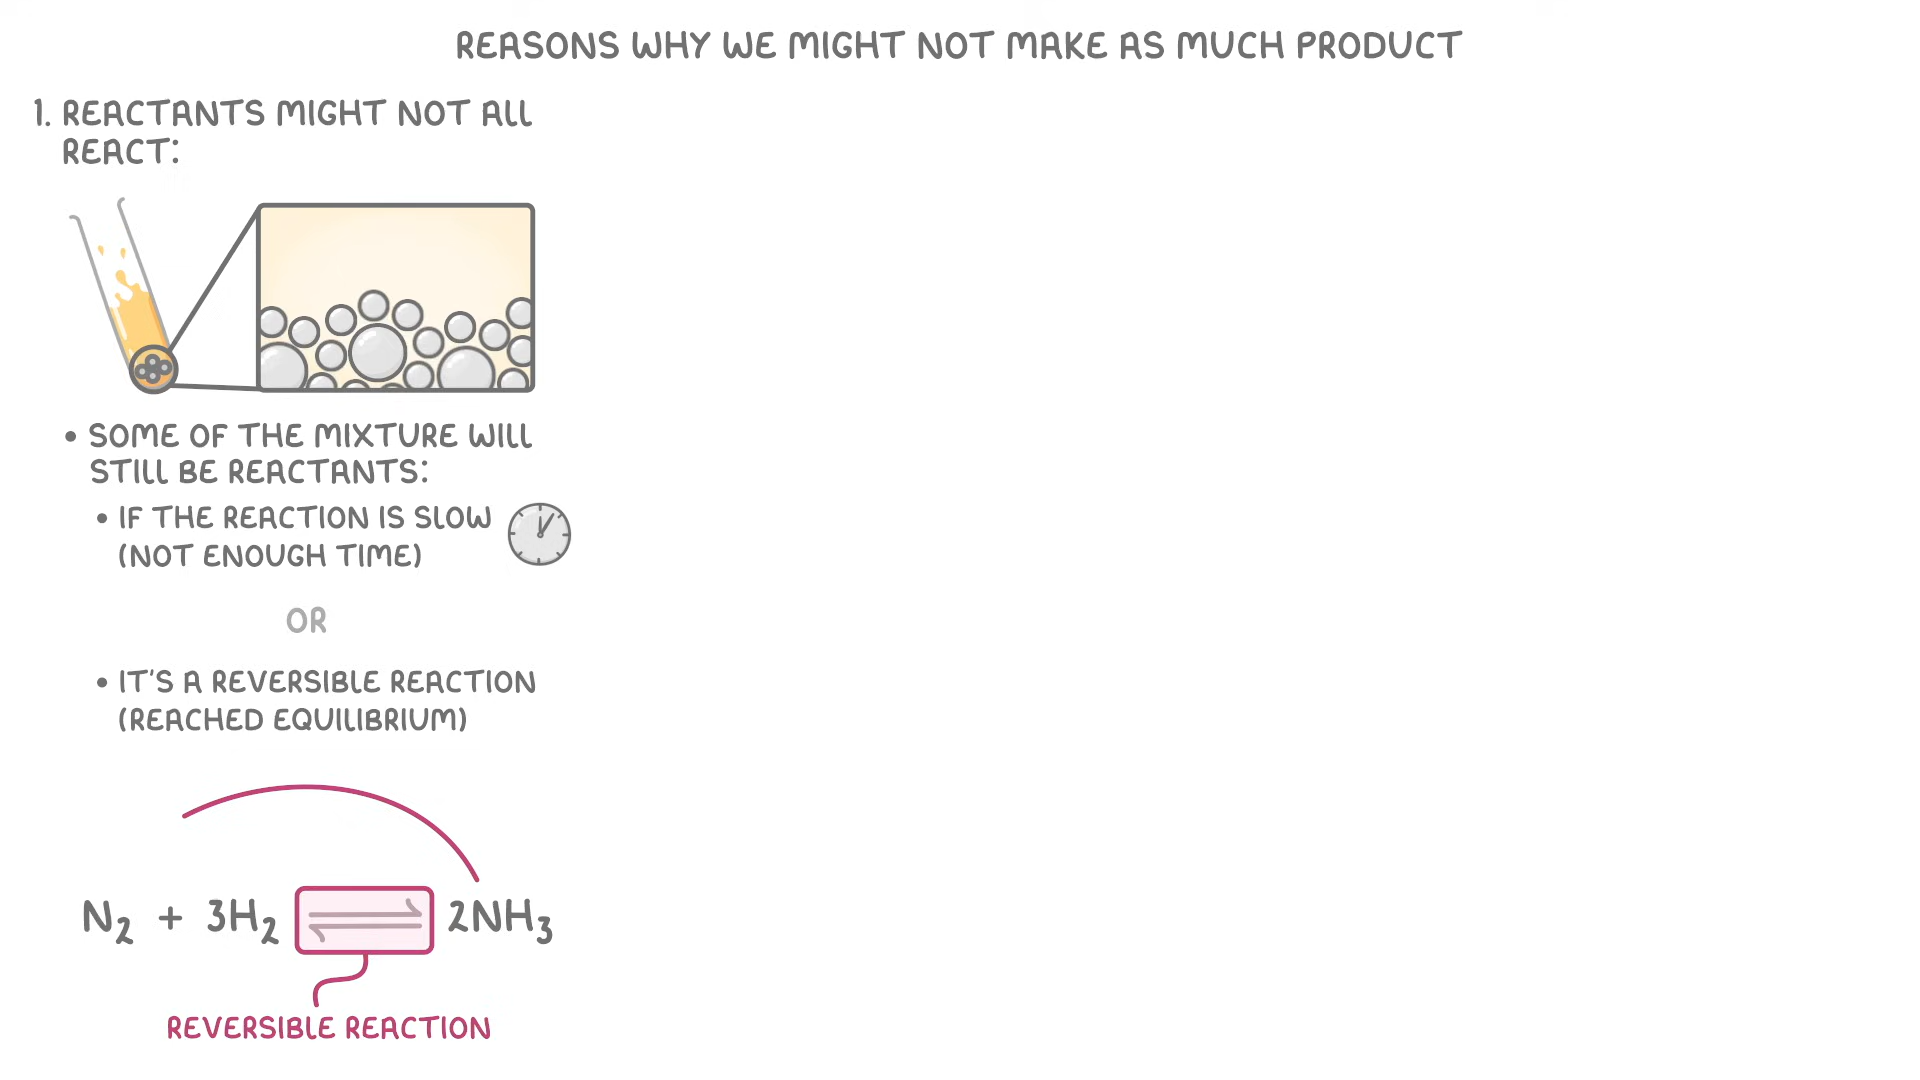 REASONS WHY WE MIGHT NOT MAKE AS MUCH PRODUCT
1. REACTANTS MIGHT NOT ALL
REACT:
• SOME OF THE MIXTURE WILL
STILL BE REACTANTS:
• IF THE REACTION IS SLOW
(NOT ENOUGH TIME)
OR
• IT'S A REVERSIBLE REACTION
(REACHED EQUILIBRIUM)
N₂ + 3H₂ ⇌ 2NH₃
REVERSIBLE REACTION